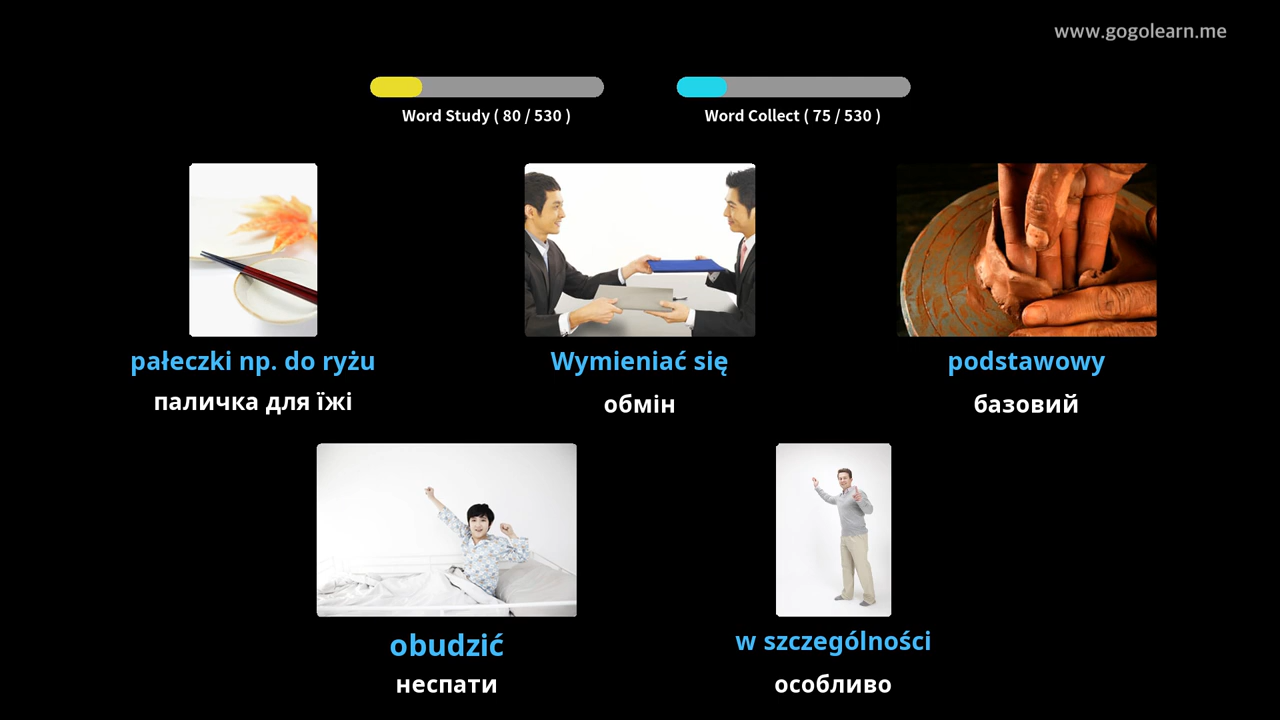 www.gogolearn.me
Word Study ( 80 / 530 )
Word Collect ( 75 / 530 )
pałeczki np. do ryżu
Wymieniać się
podstawowy
паличка для їжі
обмін
базовий
obudzić
w szczególności
неспати
особливо